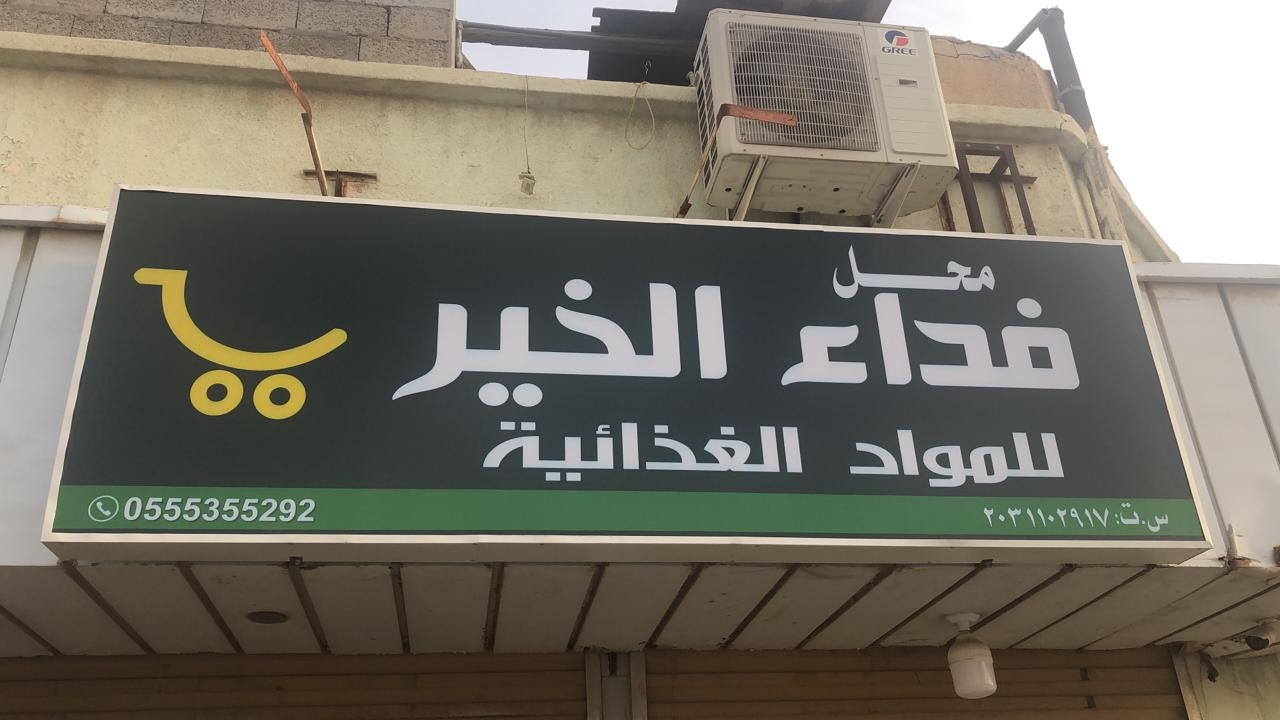 GREE
محل
فداء الخير
للمواد الغذائية
س.ت: ٢٠٣١١٠٢٩١٧
0555355292